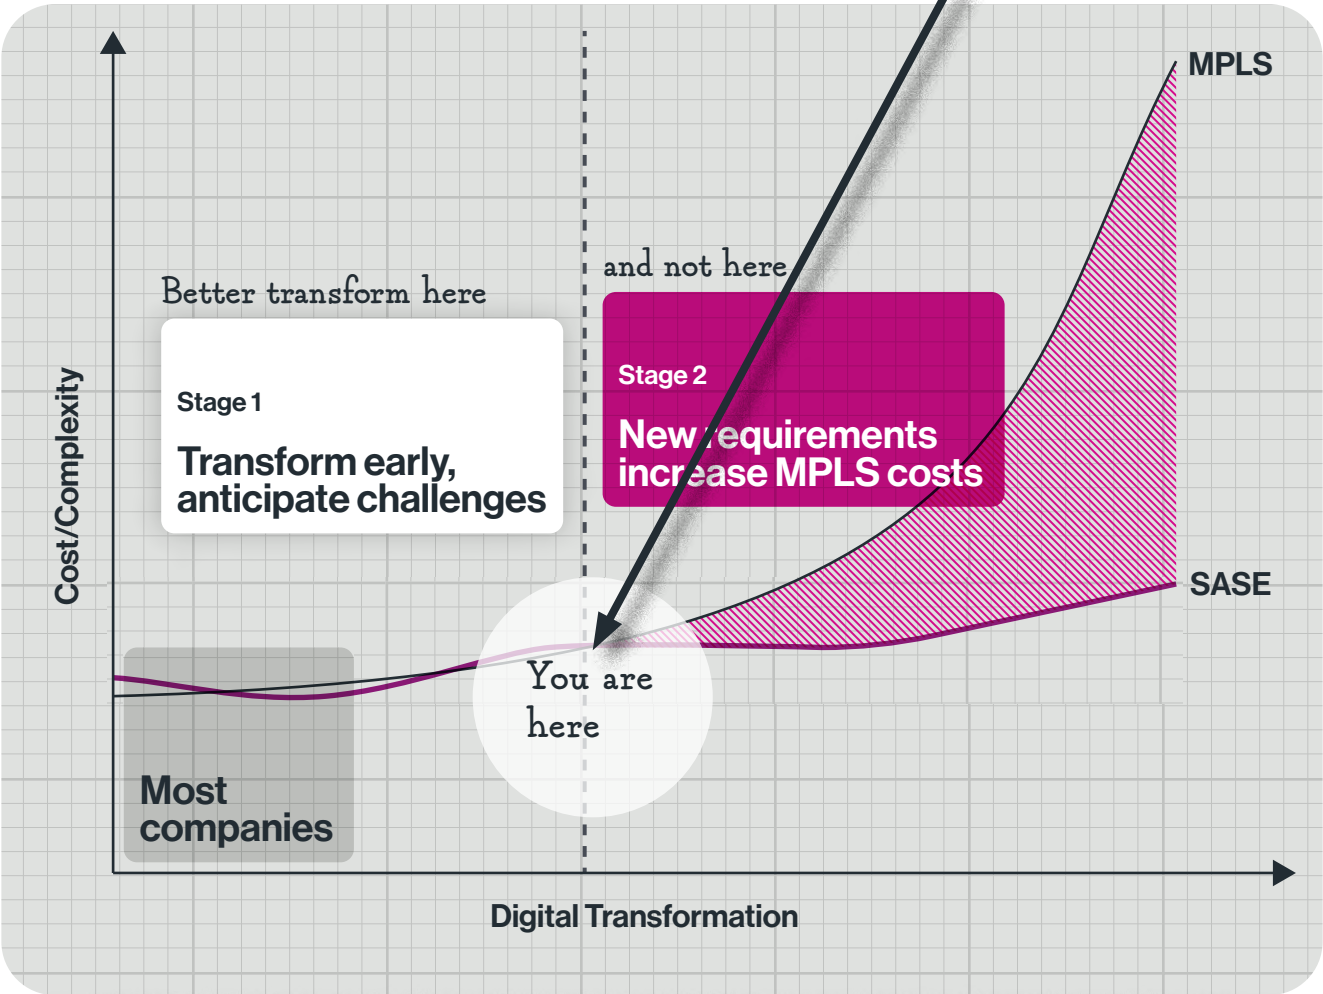 MPLS
and not here
Better transform here
Stage 1
Transform early,
anticipate challenges
Stage 2
New requirements
increase MPLS costs
Cost/Complexity
SASE
You are
here
Most
companies
Digital Transformation